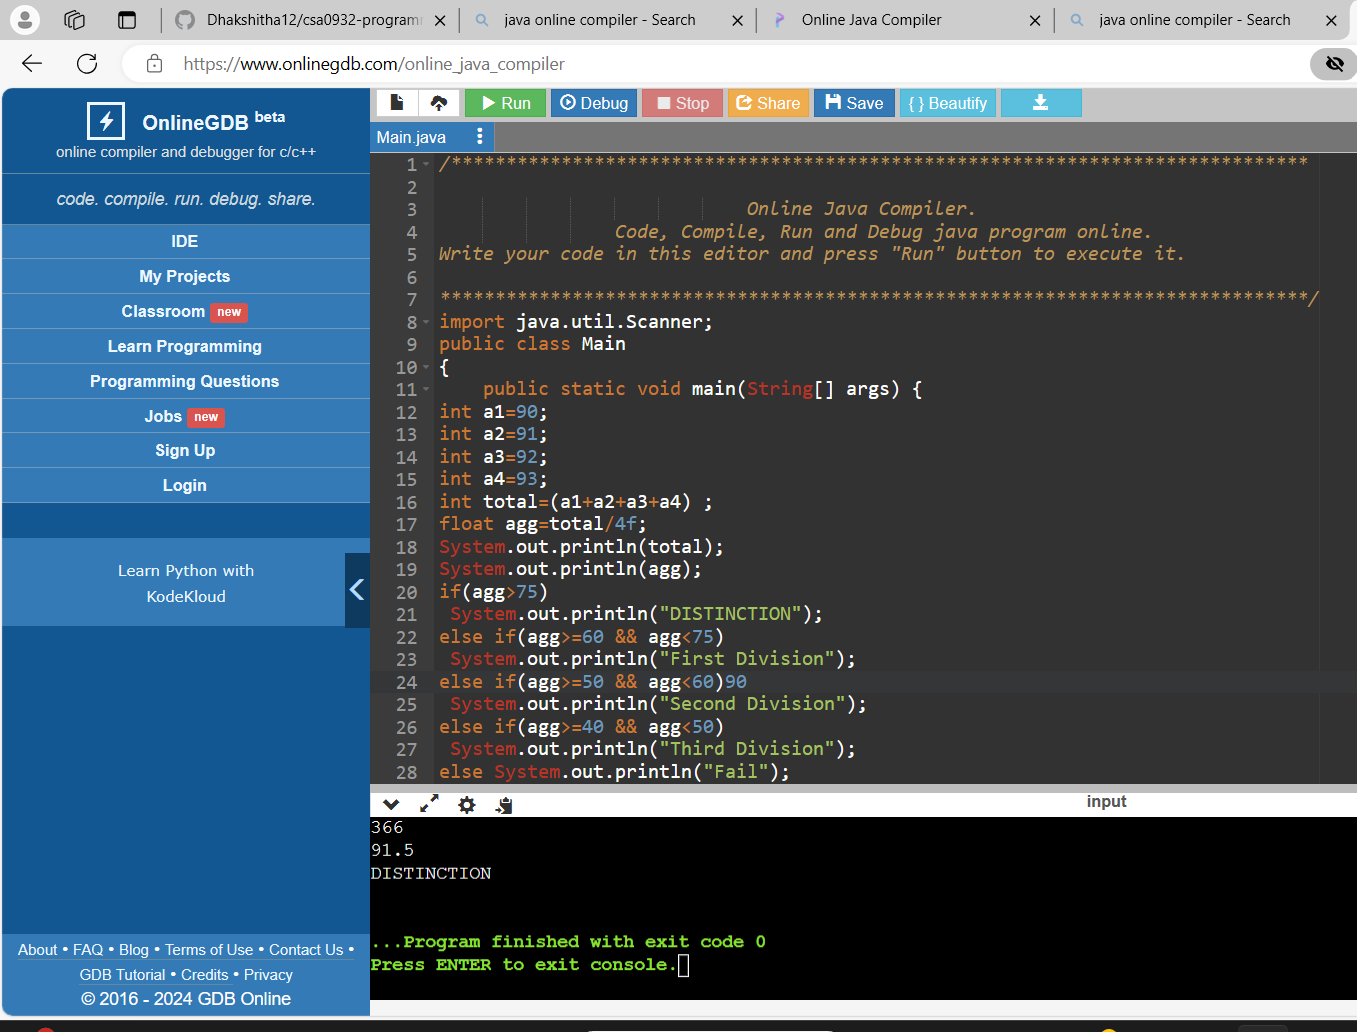 Dhakshitha12/csa0932-program
java online compiler - Search
Online Java Compiler
java online compiler - Search
https://www.onlinegdb.com/online_java_compiler
OnlineGDB beta
online compiler and debugger for c/c++
code. compile. run. debug. share.
IDE
My Projects
Classroom new
Learn Programming
Programming Questions
Jobs new
Sign Up
Login
Learn Python with
KodeKloud
About • FAQ • Blog • Terms of Use • Contact Us •
GDB Tutorial • Credits • Privacy
© 2016 - 2024 GDB Online
Run Debug Stop Share Save { } Beautify
Main.java
1 /******************************************************************************
2
3 Online Java Compiler.
4 Code, Compile, Run and Debug java program online.
5 Write your code in this editor and press "Run" button to execute it.
6
7 *******************************************************************************/
8 import java.util.Scanner;
9 public class Main
10 {
11 public static void main(String[] args) {
12 int a1=90;
13 int a2=91;
14 int a3=92;
15 int a4=93;
16 int total=(a1+a2+a3+a4) ;
17 float agg=total/4f;
18 System.out.println(total);
19 System.out.println(agg);
20 if(agg>75)
21 System.out.println("DISTINCTION");
22 else if(agg>=60 && agg<75)
23 System.out.println("First Division");
24 else if(agg>=50 && agg<60)90
25 System.out.println("Second Division");
26 else if(agg>=40 && agg<50)
27 System.out.println("Third Division");
28 else System.out.println("Fail");
input
366
91.5
DISTINCTION
...Program finished with exit code 0
Press ENTER to exit console.